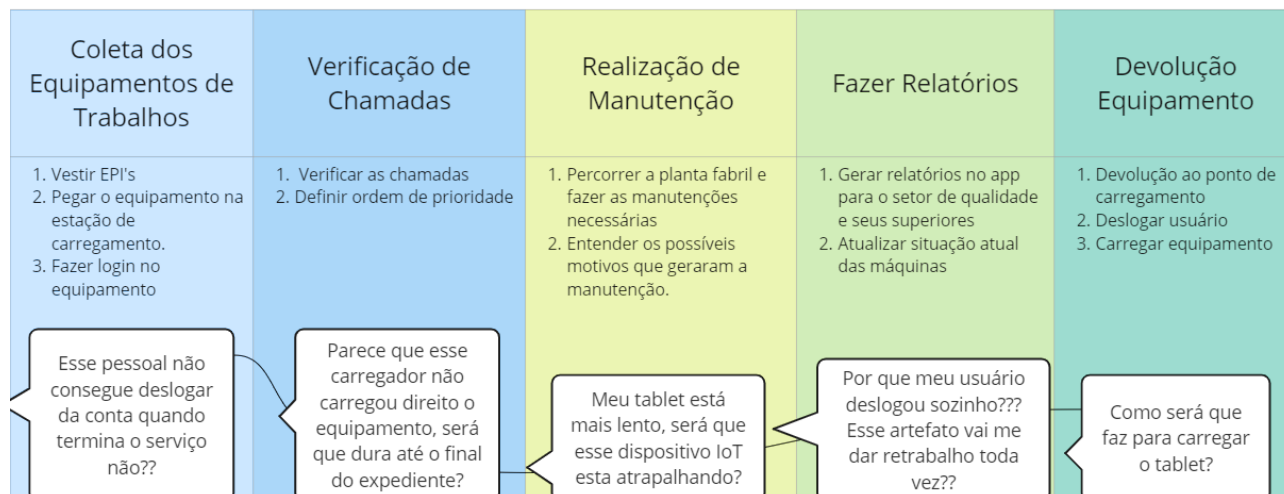 Coleta dos
Equipamentos de
Trabalhos
Verificação de
Chamadas
Realização de
Manutenção
Fazer Relatórios
Devolução
Equipamento
1. Vestir EPI's
2. Pegar o equipamento na
estação de
carregamento.
3. Fazer login no
equipamento
1. Verificar as chamadas
2. Definir ordem de prioridade
1. Percorrer a planta fabril e
fazer as manutenções
necessárias
2. Entender os possíveis
motivos que geraram a
manutenção.
1. Gerar relatórios no app
para o setor de qualidade
e seus superiores
2. Atualizar situação atual
das máquinas
1. Devolução ao ponto de
carregamento
2. Deslogar usuário
3. Carregar equipamento
Esse pessoal não
consegue deslogar
da conta quando
termina o serviço
não??
Parece que esse
carregador não
carregou direito o
equipamento, será
que dura até o final
do expediente?
Meu tablet está
mais lento, será que
esse dispositivo IoT
esta atrapalhando?
Por que meu usuário
deslogou sozinho???
Esse artefato vai me
dar retrabalho toda
vez??
Como será que
faz para carregar
o tablet?